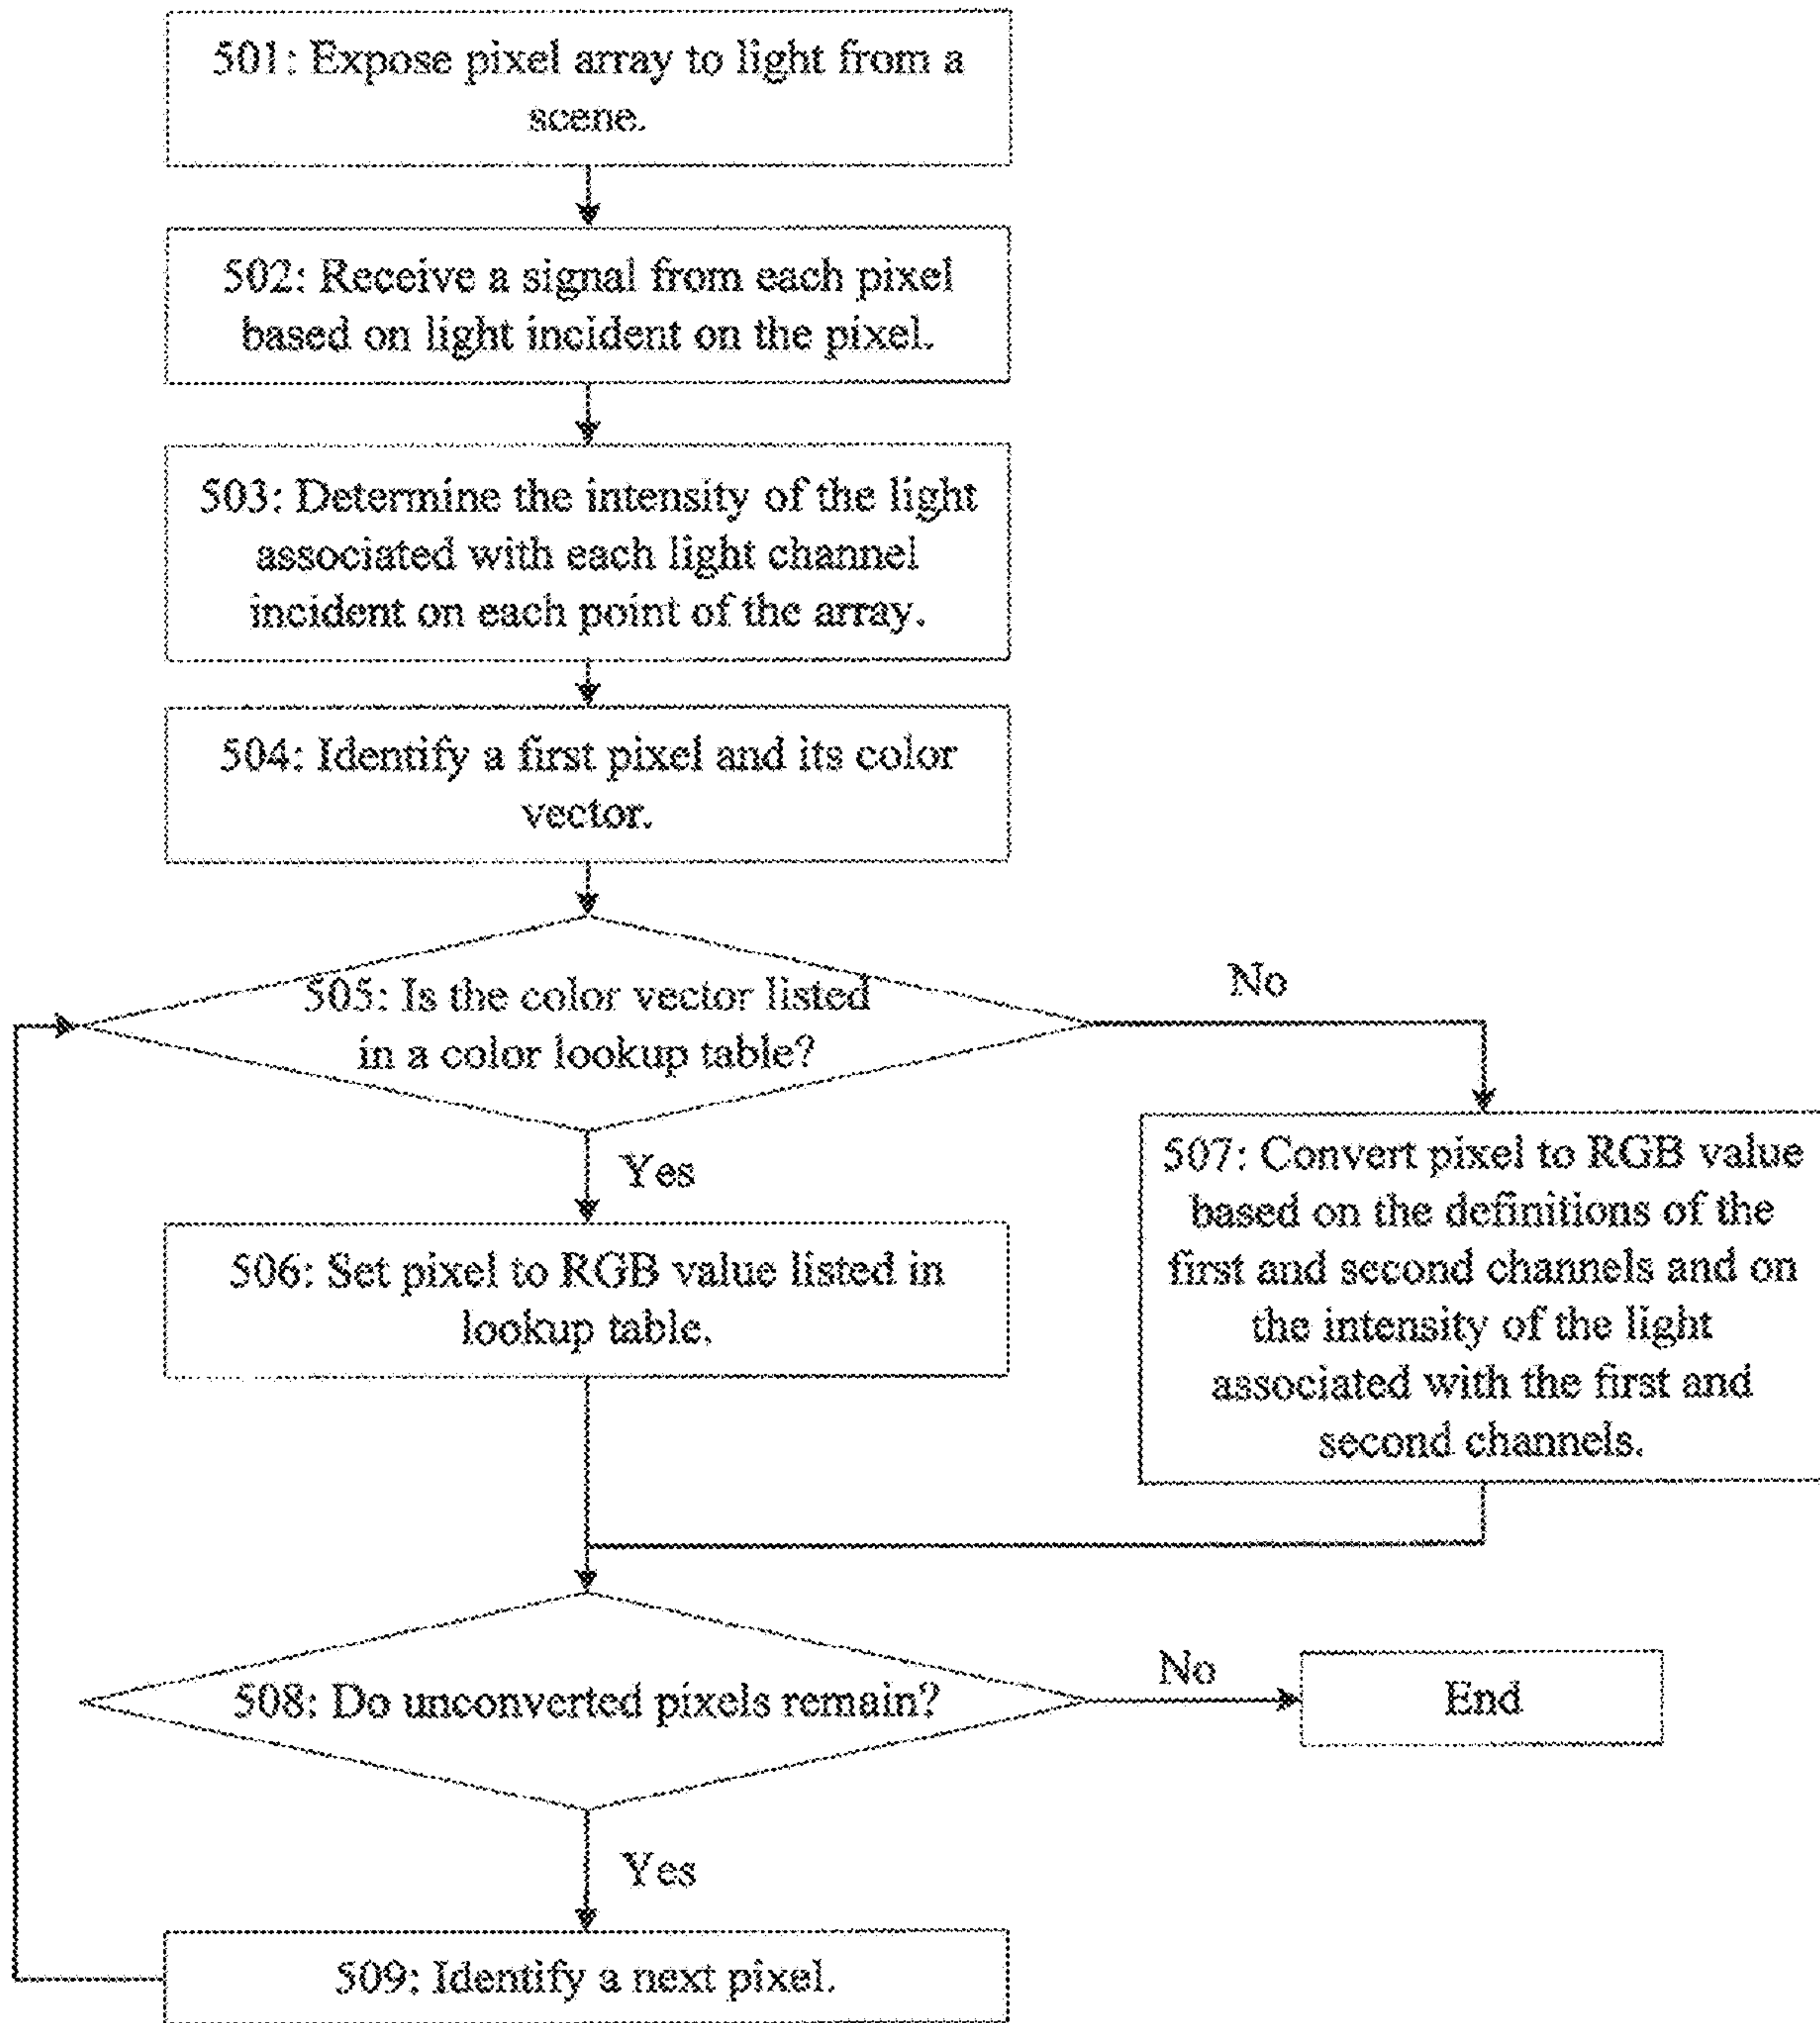 501: Expose pixel array to light from a
scene.
502: Receive a signal from each pixel
based on light incident on the pixel.
503: Determine the intensity of the light
associated with each light channel
incident on each point of the array.
504: Identify a first pixel and its color
vector.
505: Is the color vector listed
in a color lookup table?
No
Yes
506: Set pixel to RGB value listed in
lookup table.
507: Convert pixel to RGB value
based on the definitions of the
first and second channels and on
the intensity of the light
associated with the first and
second channels.
508: Do unconverted pixels remain?
No
End
Yes
509: Identify a next pixel.